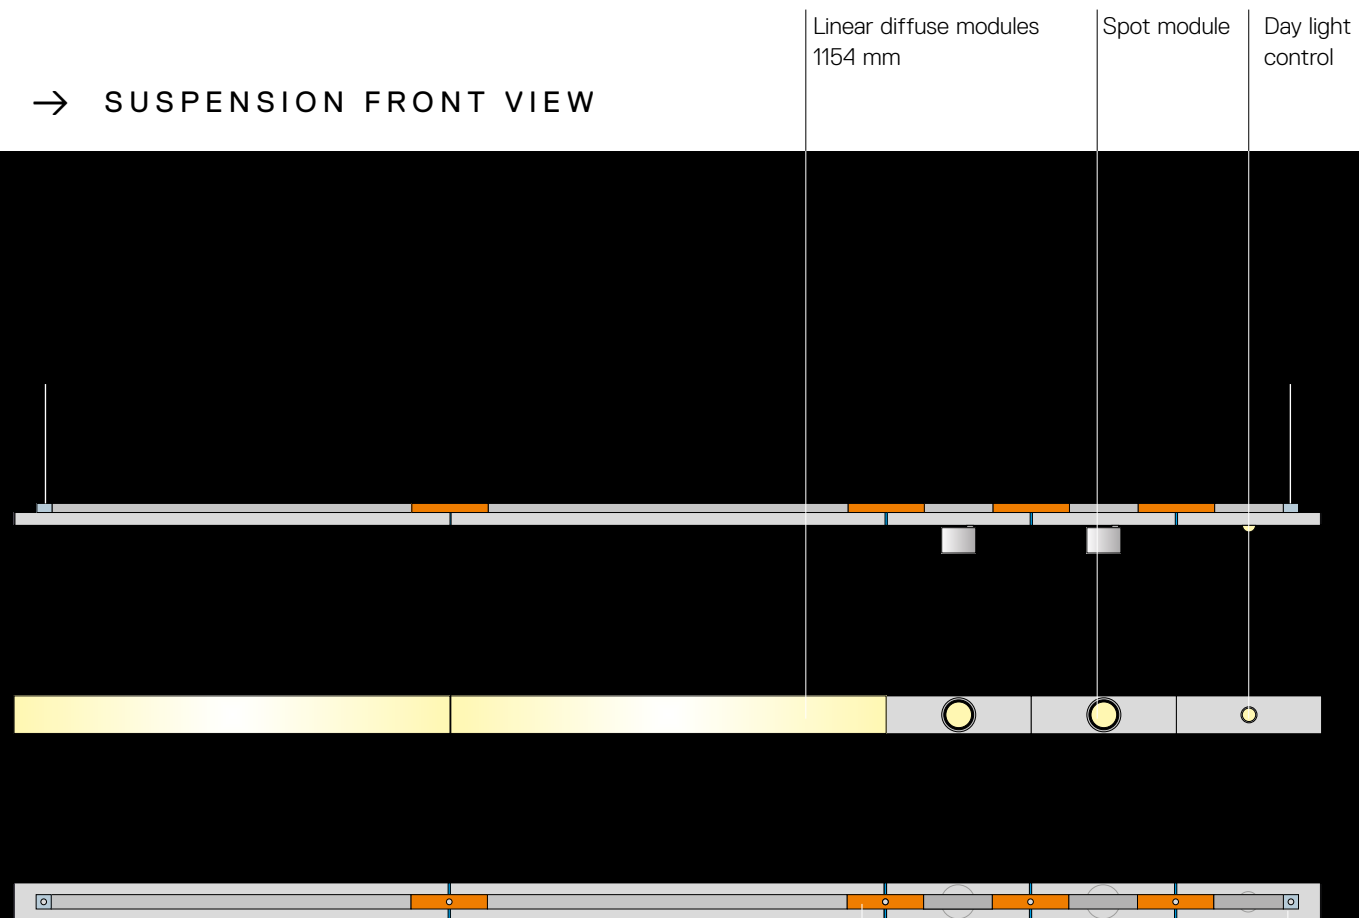 Linear diffuse modules
1154 mm
Spot module
Day light
control
→ SUSPENSION FRONT VIEW